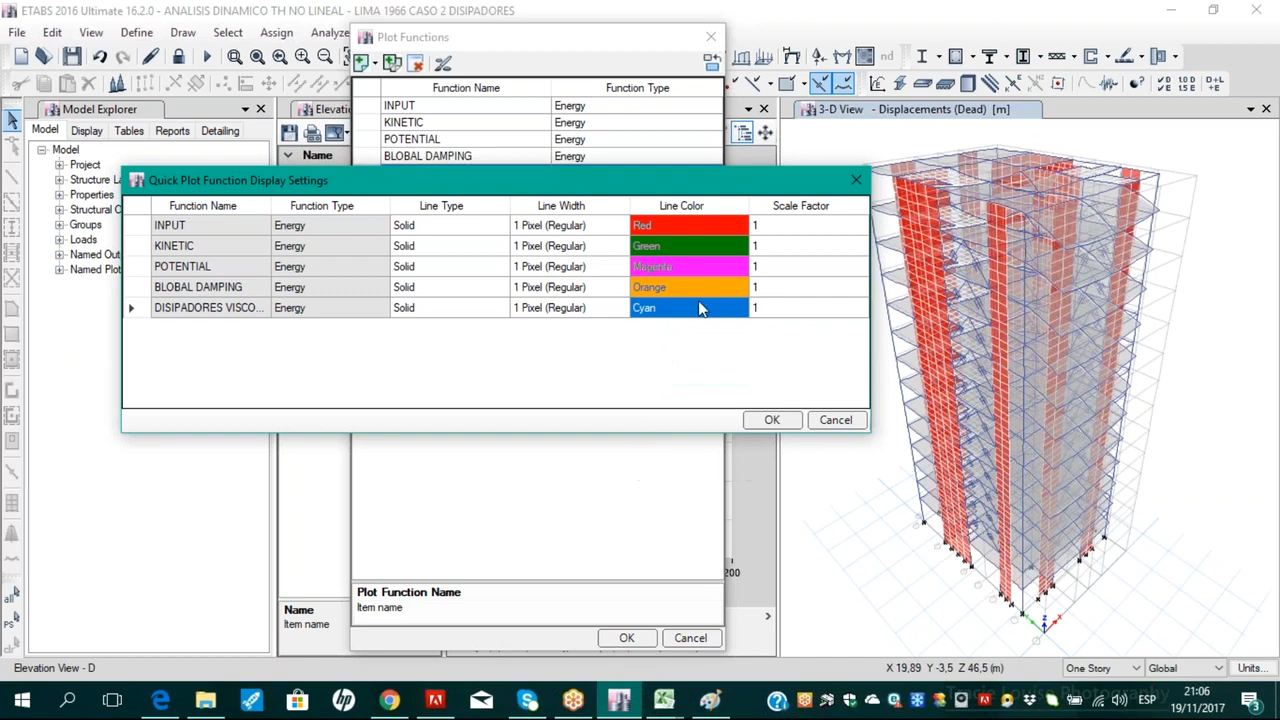 ETABS 2016 Ultimate 16.2.0 - ANALISIS DINAMICO TH NO LINEAL - LIMA 1966 CASO 2 DISIPADORES
File Edit View Define Draw Select Assign Analyze
Plot Functions
nd
Model Explorer
Model Display Tables Reports Detailing
Model
Project
Structure La
Properties
Structural O
Groups
Loads
Named Out
Named Plot
Name
3-D View - Displacements (Dead) [m]
Function Name Function Type
INPUT Energy
KINETIC Energy
POTENTIAL Energy
BLOBAL DAMPING Energy
Quick Plot Function Display Settings
Function Name Function Type Line Type Line Width Line Color Scale Factor
INPUT Energy Solid 1 Pixel (Regular) Red 1
KINETIC Energy Solid 1 Pixel (Regular) Green 1
POTENTIAL Energy Solid 1 Pixel (Regular) Magenta 1
BLOBAL DAMPING Energy Solid 1 Pixel (Regular) Orange 1
DISIPADORES VISCO... Energy Solid 1 Pixel (Regular) Cyan 1
OK Cancel
200
Plot Function Name
Item name
OK Cancel
Name
Item name
all
PS
clr
Elevation View - D
X 19,89 Y -3,5 Z 46,5 (m)
One Story Global Units...
Tracie Louise Photography
ESP
21:06
19/11/2017